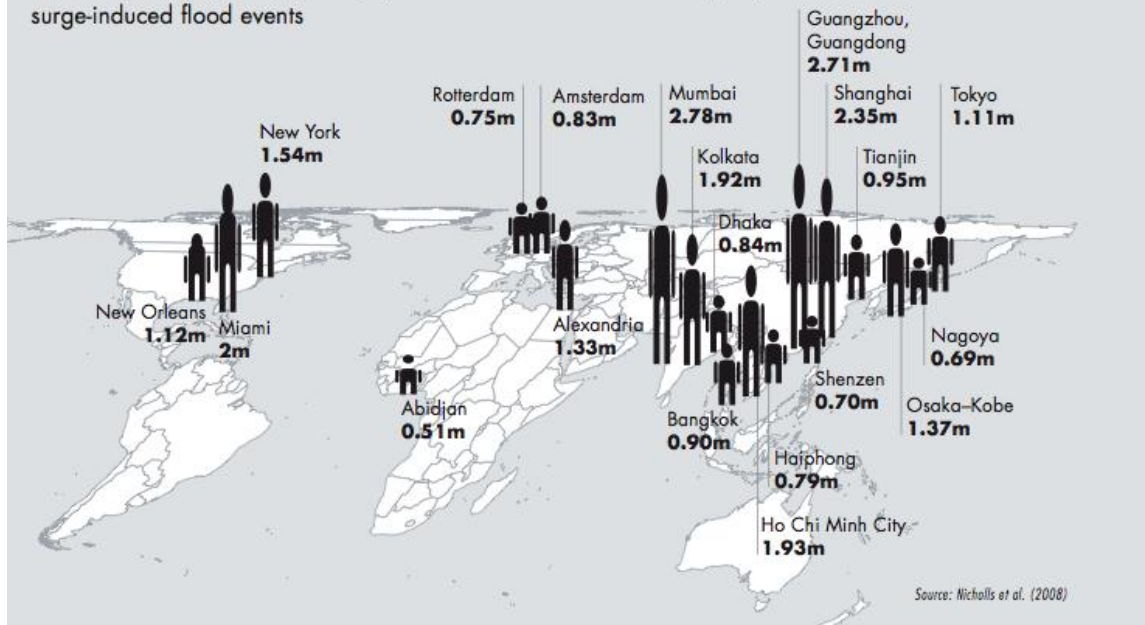 surge-induced flood events
Guangzhou,
Guangdong
2.71m
Rotterdam
0.75m
Amsterdam
0.83m
Mumbai
2.78m
Shanghai
2.35m
Tokyo
1.11m
New York
1.54m
Kolkata
1.92m
Tianjin
0.95m
Dhaka
0.84m
New Orleans
1.12m
Miami
2m
Alexandria
1.33m
Nagoya
0.69m
Abidjan
0.51m
Shenzen
0.70m
Bangkok
0.90m
Osaka–Kobe
1.37m
Haiphong
0.79m
Ho Chi Minh City
1.93m
Source: Nicholls et al. (2008)